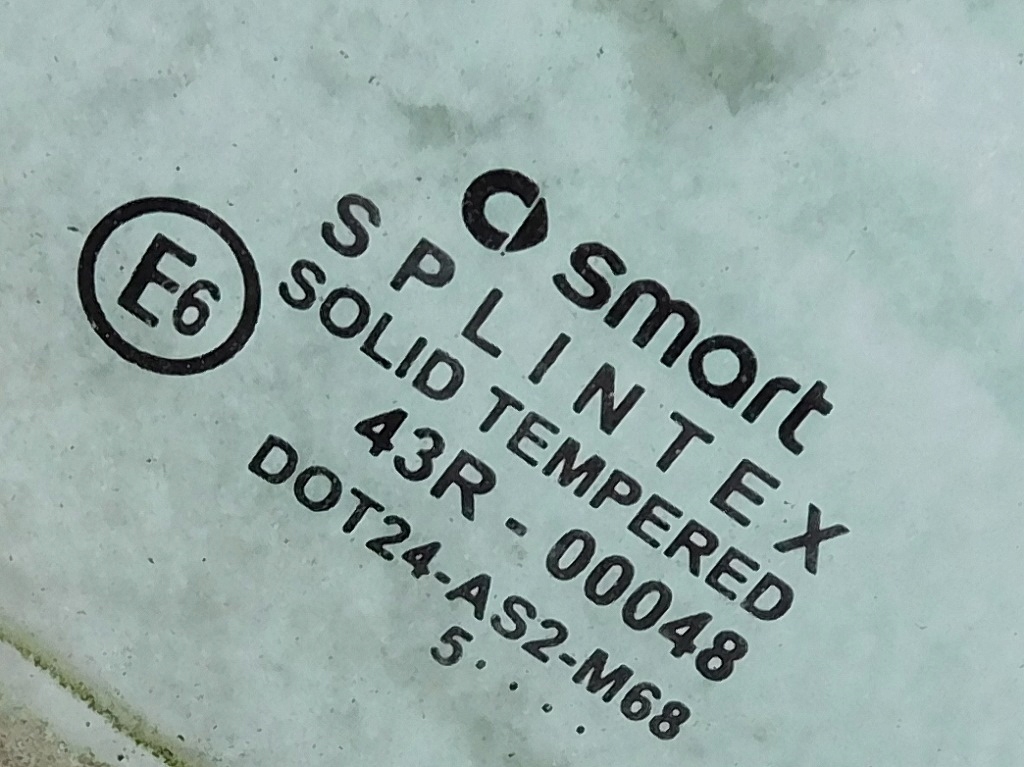 smart
SPLINTEX
E6
SOLID TEMPERED
43R - 00048
DOT24-AS2-M68
5. . . . .